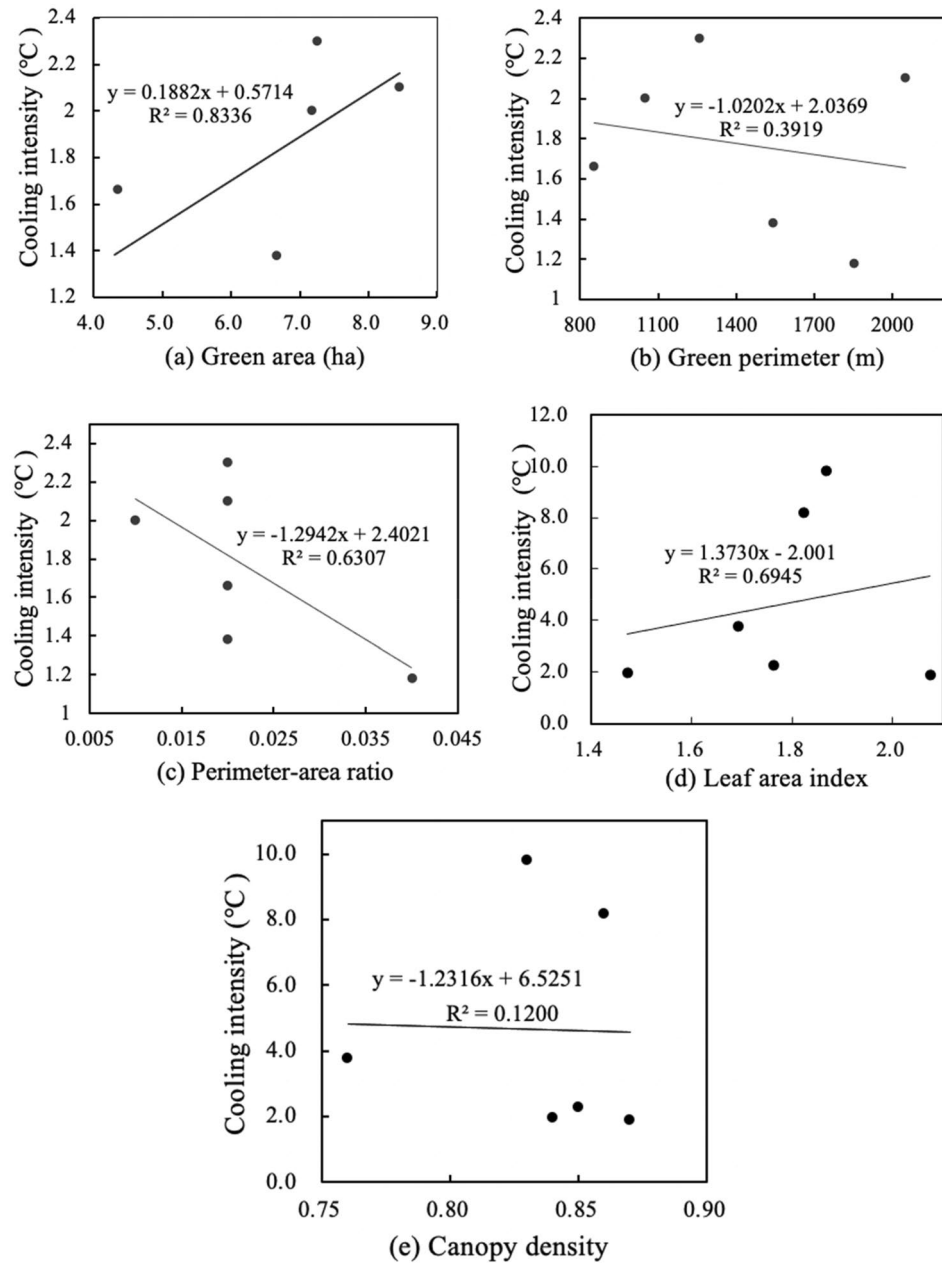 Cooling intensity (°C )
2.4
2.2
2
1.8
1.6
1.4
1.2
y = 0.1882x + 0.5714
R² = 0.8336
4.0 5.0 6.0 7.0 8.0 9.0
(a) Green area (ha)
Cooling intensity (°C )
2.4
2.2
2
1.8
1.6
1.4
1.2
1
y = -1.0202x + 2.0369
R² = 0.3919
800 1100 1400 1700 2000
(b) Green perimeter (m)
Cooling intensity (°C )
2.4
2.2
2
1.8
1.6
1.4
1.2
1
y = -1.2942x + 2.4021
R² = 0.6307
0.005 0.015 0.025 0.035 0.045
(c) Perimeter-area ratio
Cooling intensity (°C )
12.0
10.0
8.0
6.0
4.0
2.0
0.0
y = 1.3730x - 2.001
R² = 0.6945
1.4 1.6 1.8 2.0
(d) Leaf area index
Cooling intensity (°C )
10.0
8.0
6.0
4.0
2.0
0.0
y = -1.2316x + 6.5251
R² = 0.1200
0.75 0.80 0.85 0.90
(e) Canopy density